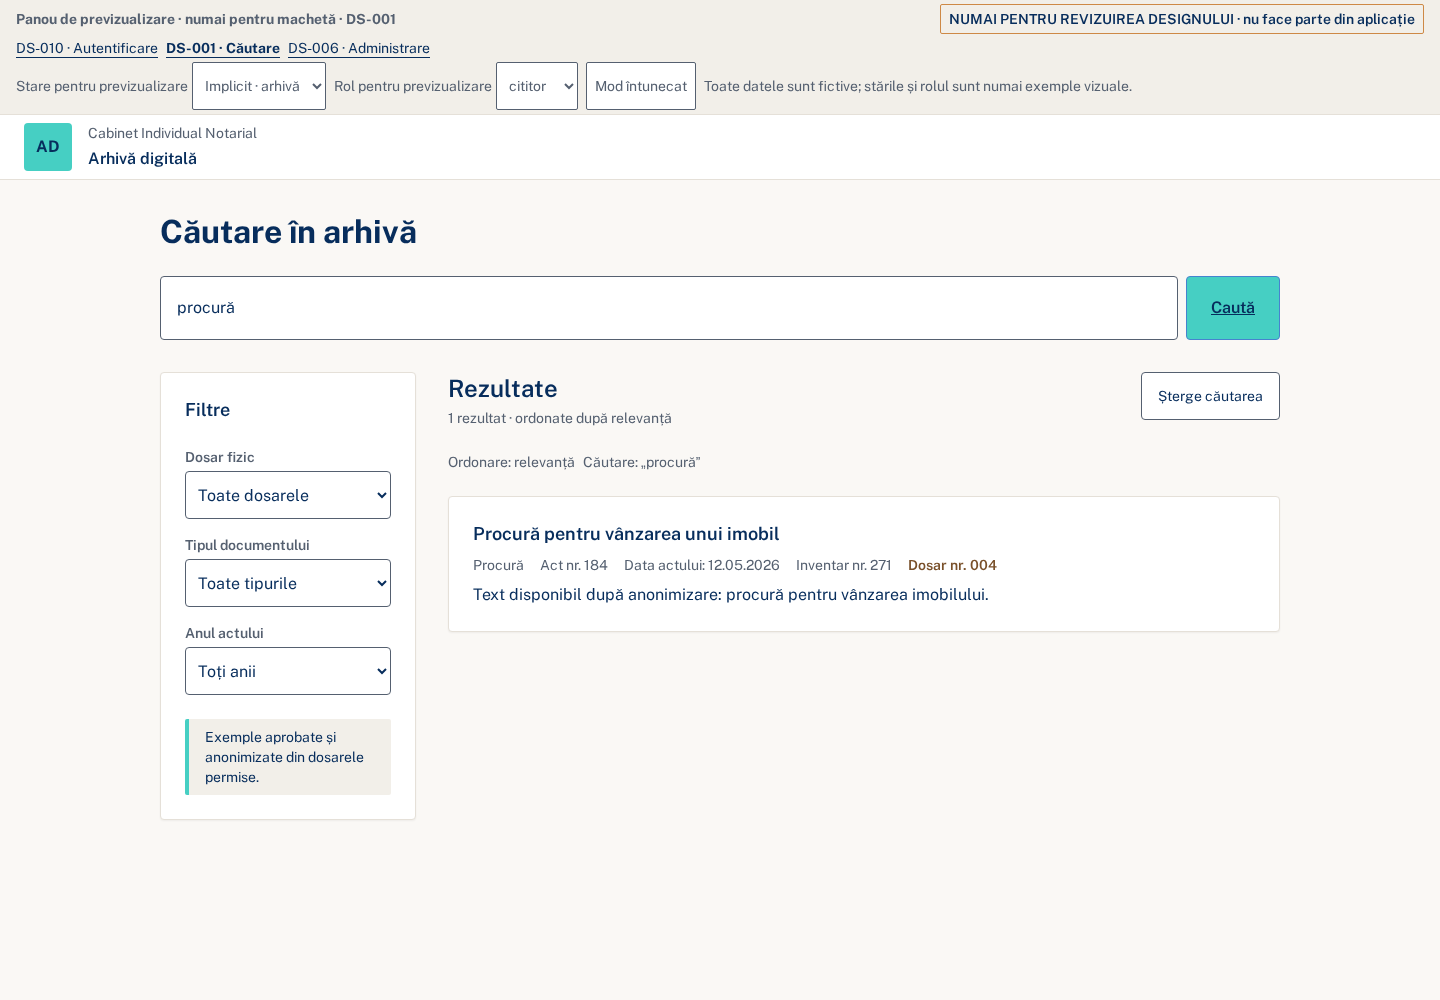 Panou de previzualizare · numai pentru machetă · DS-001
NUMAI PENTRU REVIZUIREA DESIGNULUI · nu face parte din aplicație
DS-010 · Autentificare DS-001 · Căutare DS-006 · Administrare
Stare pentru previzualizare Implicit · arhivă Rol pentru previzualizare cititor Mod întunecat Toate datele sunt fictive; stările și rolul sunt numai exemple vizuale.
AD
Cabinet Individual Notarial
Arhivă digitală
Căutare în arhivă
procură
Caută
Filtre
Dosar fizic
Toate dosarele
Tipul documentului
Toate tipurile
Anul actului
Toți anii
Exemple aprobate și
anonimizate din dosarele
permise.
Rezultate
1 rezultat · ordonate după relevanță
Șterge căutarea
Ordonare: relevanță Căutare: „procură”
Procură pentru vânzarea unui imobil
Procură Act nr. 184 Data actului: 12.05.2026 Inventar nr. 271 Dosar nr. 004
Text disponibil după anonimizare: procură pentru vânzarea imobilului.